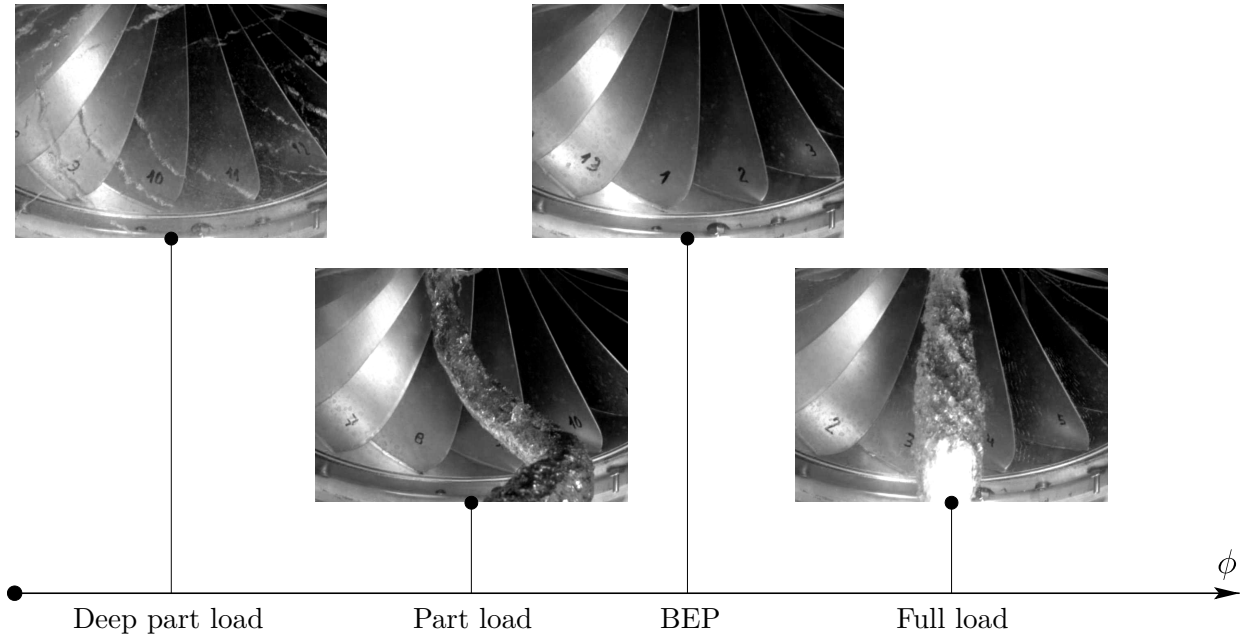 9 10 11
13 1 2 3
7 8 10
2 3 4 5
ϕ
Deep part load
Part load
BEP
Full load